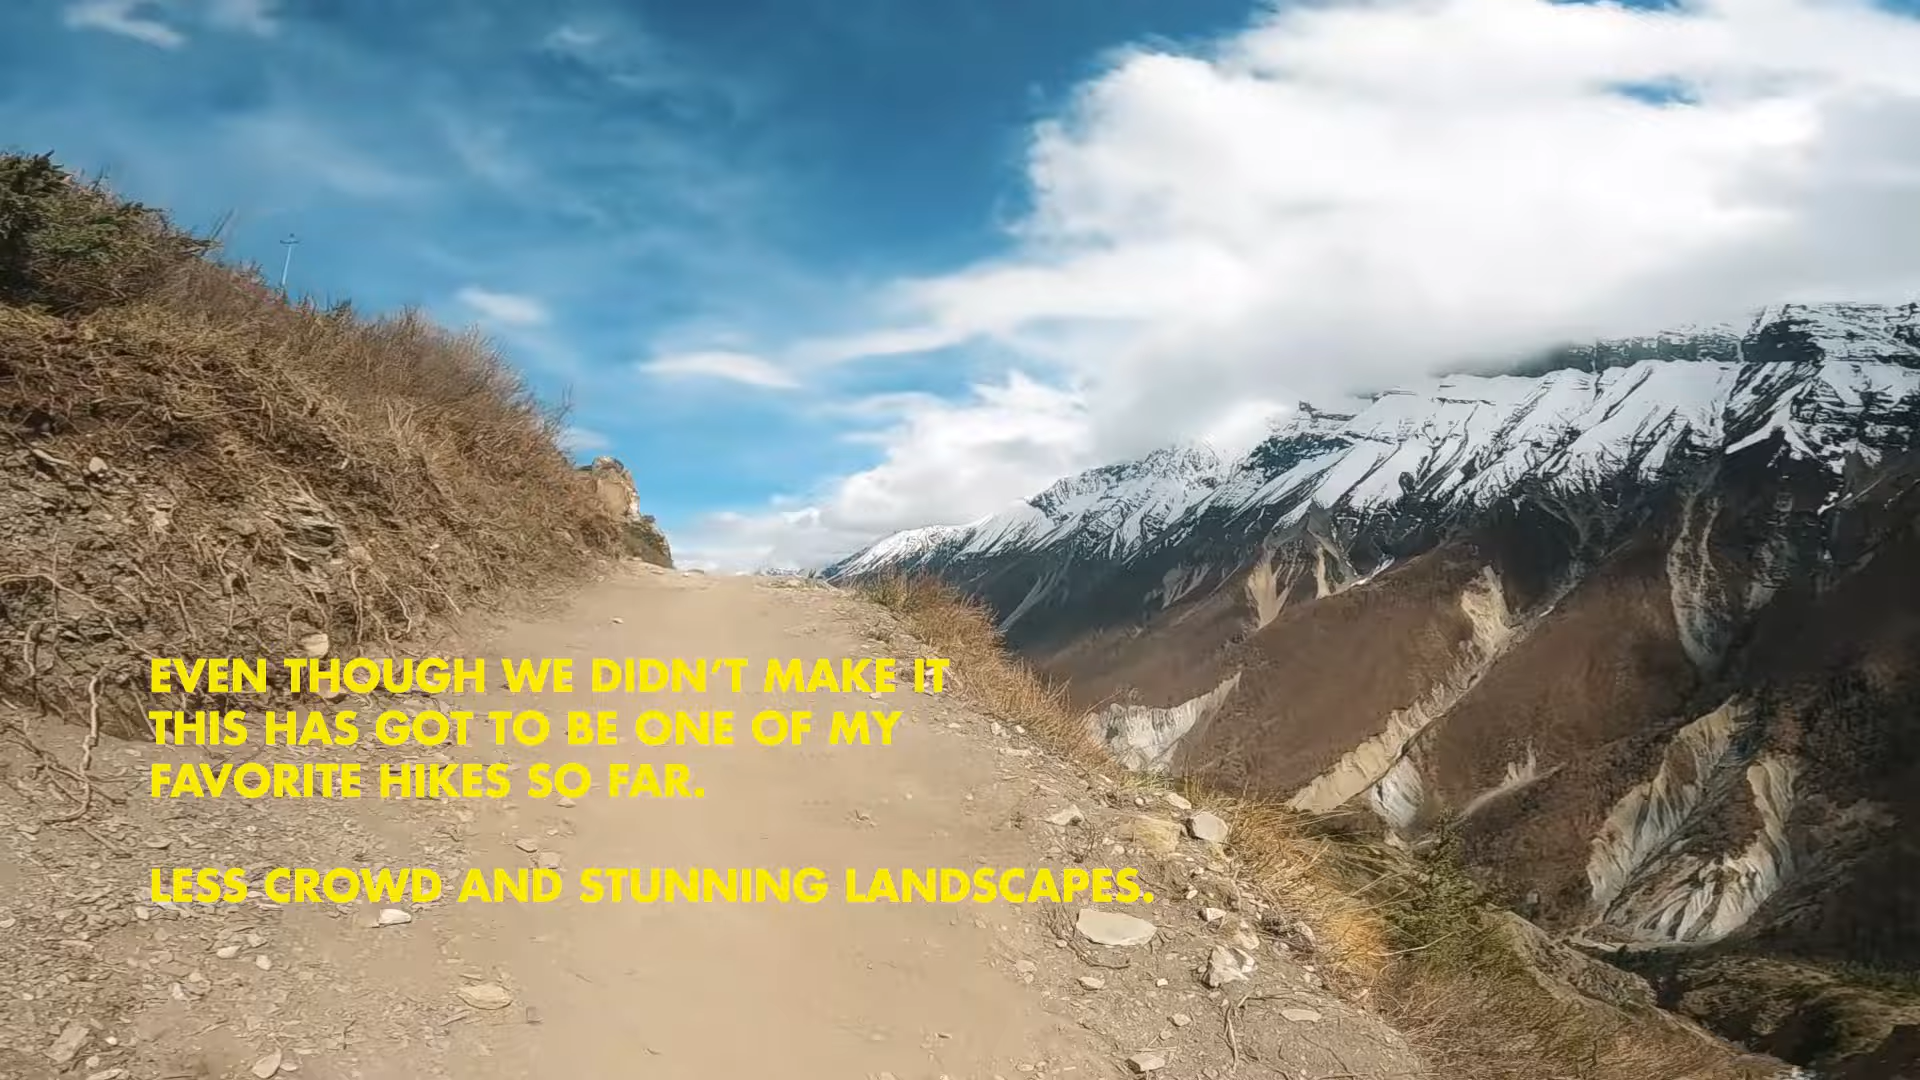 EVEN THOUGH WE DIDN'T MAKE IT
THIS HAS GOT TO BE ONE OF MY
FAVORITE HIKES SO FAR.
LESS CROWD AND STUNNING LANDSCAPES.